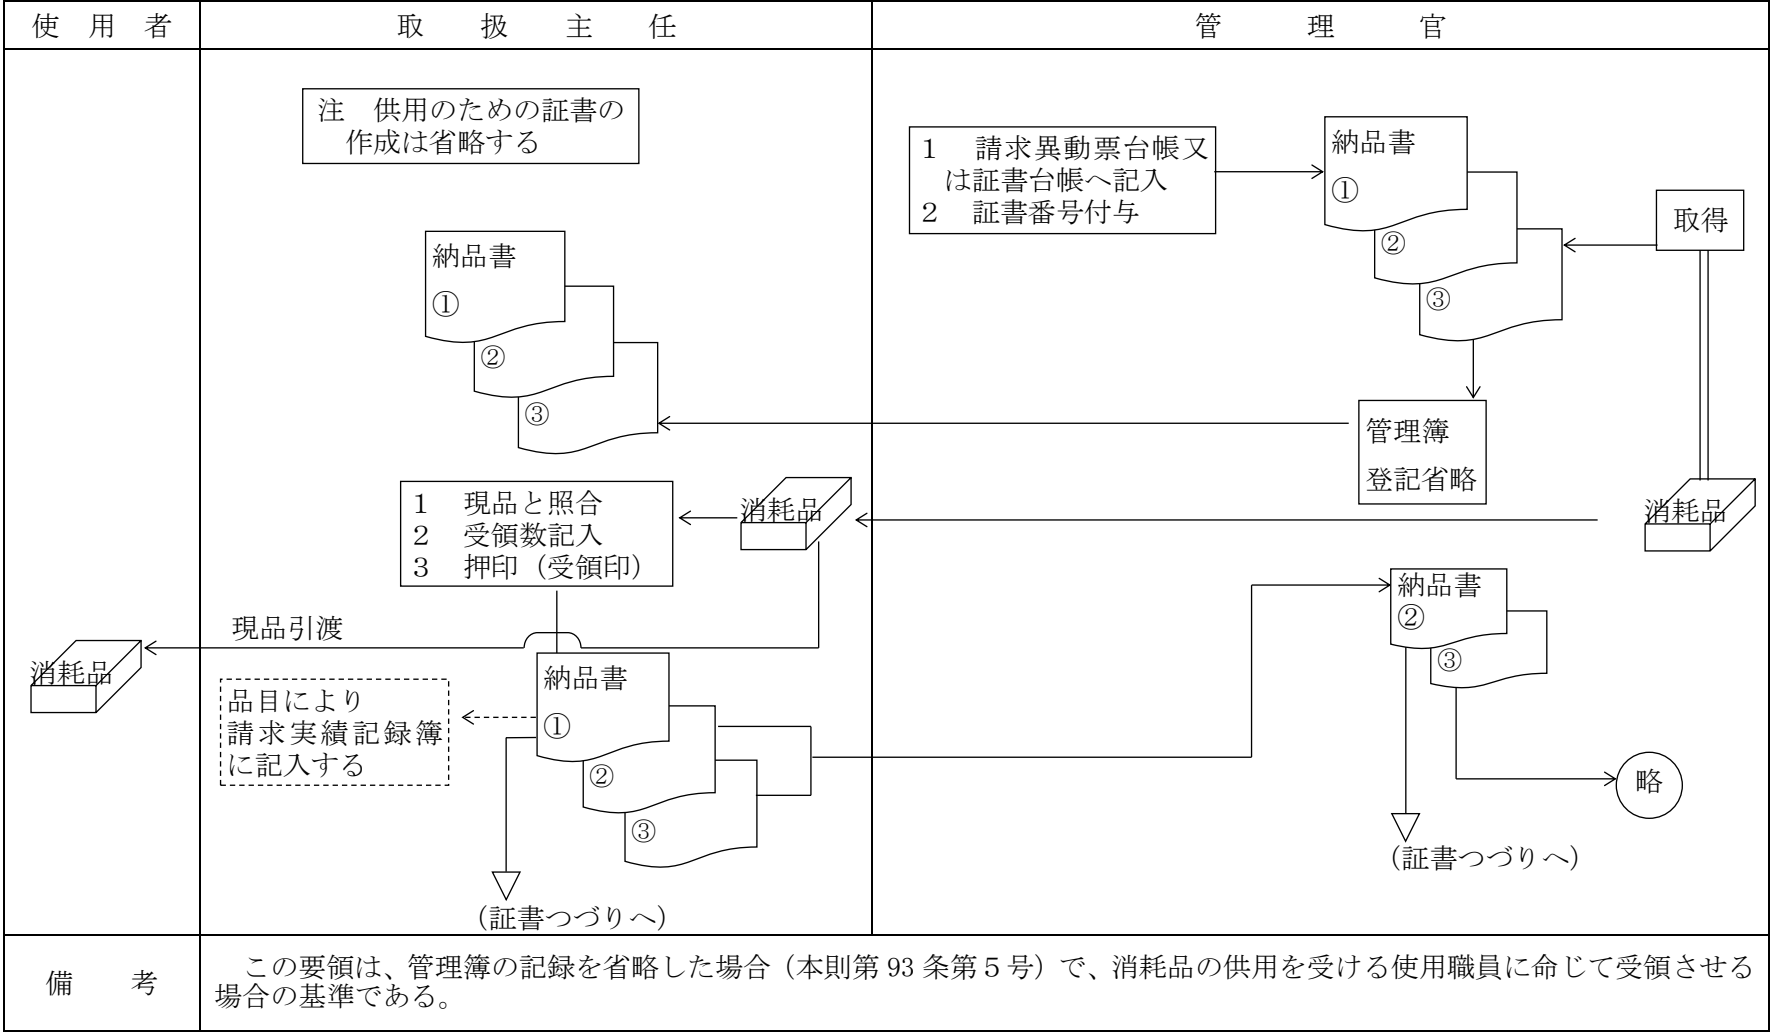 使用者
取扱主任
管理官
注　供用のための証書の
作成は省略する
納品書
①
②
③
1　現品と照合
2　受領数記入
3　押印（受領印）
消耗品
現品引渡
消耗品
品目により
請求実績記録簿
に記入する
納品書
①
②
③
（証書つづりへ）
1　請求異動票台帳又
は証書台帳へ記入
2　証書番号付与
納品書
①
②
③
取得
管理簿
登記省略
消耗品
納品書
②
③
略
（証書つづりへ）
備考
この要領は、管理簿の記録を省略した場合（本則第 93 条第５号）で、消耗品の供用を受ける使用職員に命じて受領させる
場合の基準である。